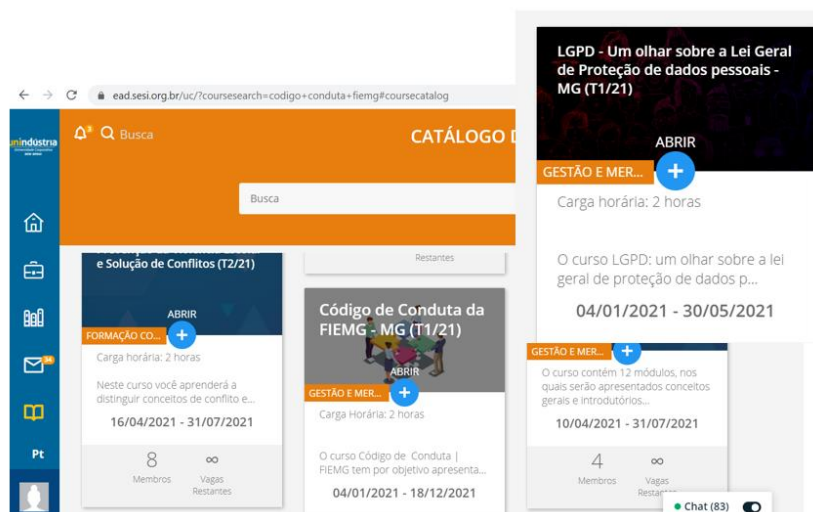 ead.sesi.org.br/uc/?coursesearch=codigo+conduta+fiemg#coursecatalog
unindústria
3
Busca
CATÁLOGO D
Busca
34
Pt
e Solução de Conflitos (T2/21)
ABRIR
FORMAÇÃO CO...
Carga horária: 2 horas
Neste curso você aprenderá a
distinguir conceitos de conflito e...
16/04/2021 - 31/07/2021
8
∞
Membros
Vagas
Restantes
Restantes
Código de Conduta da
FIEMG - MG (T1/21)
ABRIR
GESTÃO E MER...
Carga Horária: 2 horas
O curso Código de Conduta |
FIEMG tem por objetivo apresenta...
04/01/2021 - 18/12/2021
LGPD - Um olhar sobre a Lei Geral
de Proteção de dados pessoais -
MG (T1/21)
ABRIR
GESTÃO E MER...
Carga horária: 2 horas
O curso LGPD: um olhar sobre a lei
geral de proteção de dados p...
04/01/2021 - 30/05/2021
GESTÃO E MER...
O curso contém 12 módulos, nos
quais serão apresentados conceitos
gerais e introdutórios...
10/04/2021 - 31/07/2021
4
∞
Membros
Vagas
Chat (83)